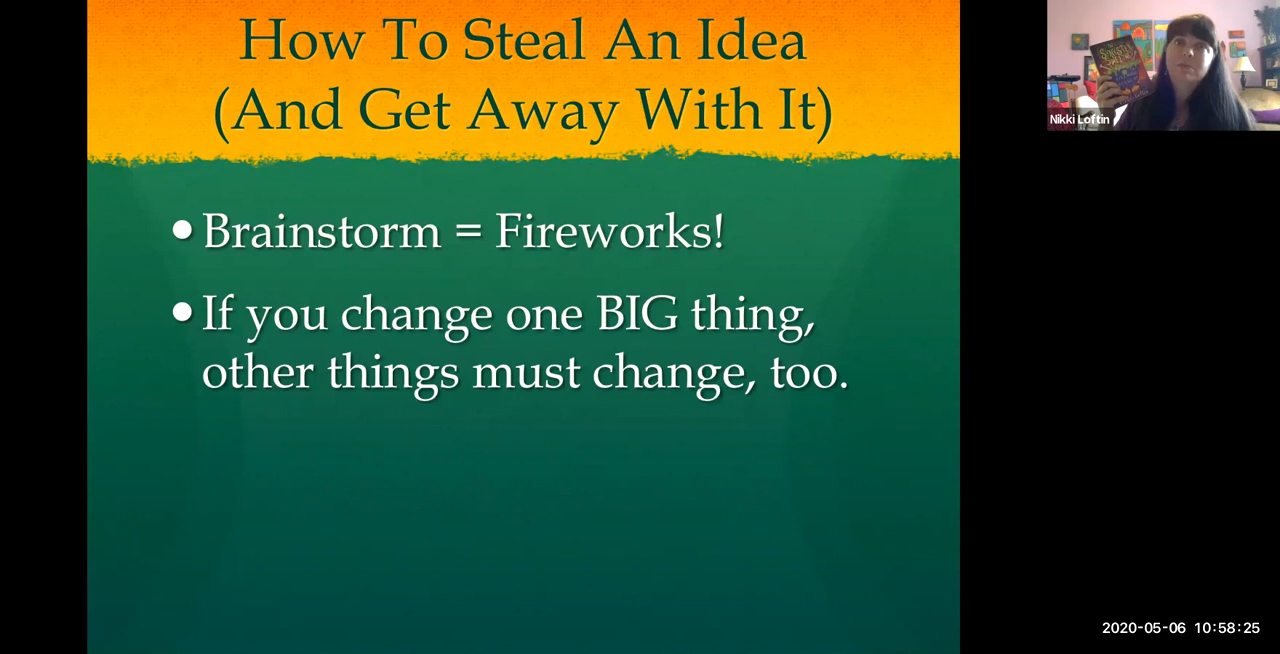 How To Steal An Idea
(And Get Away With It)
• Brainstorm = Fireworks!
• If you change one BIG thing,
other things must change, too.
Nikki Loftin
2020-05-06 10:58:25